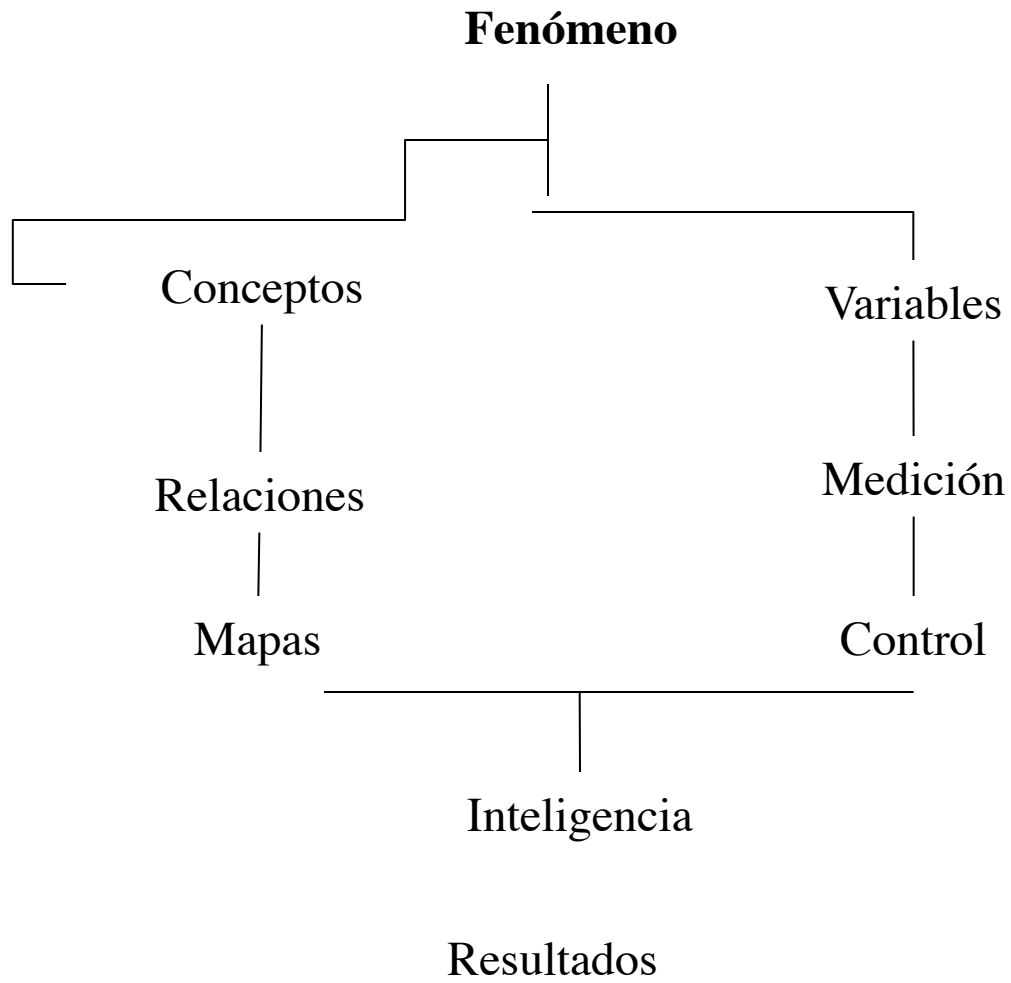 Fenómeno
Conceptos
Variables
Relaciones
Medición
Mapas
Control
Inteligencia
Resultados